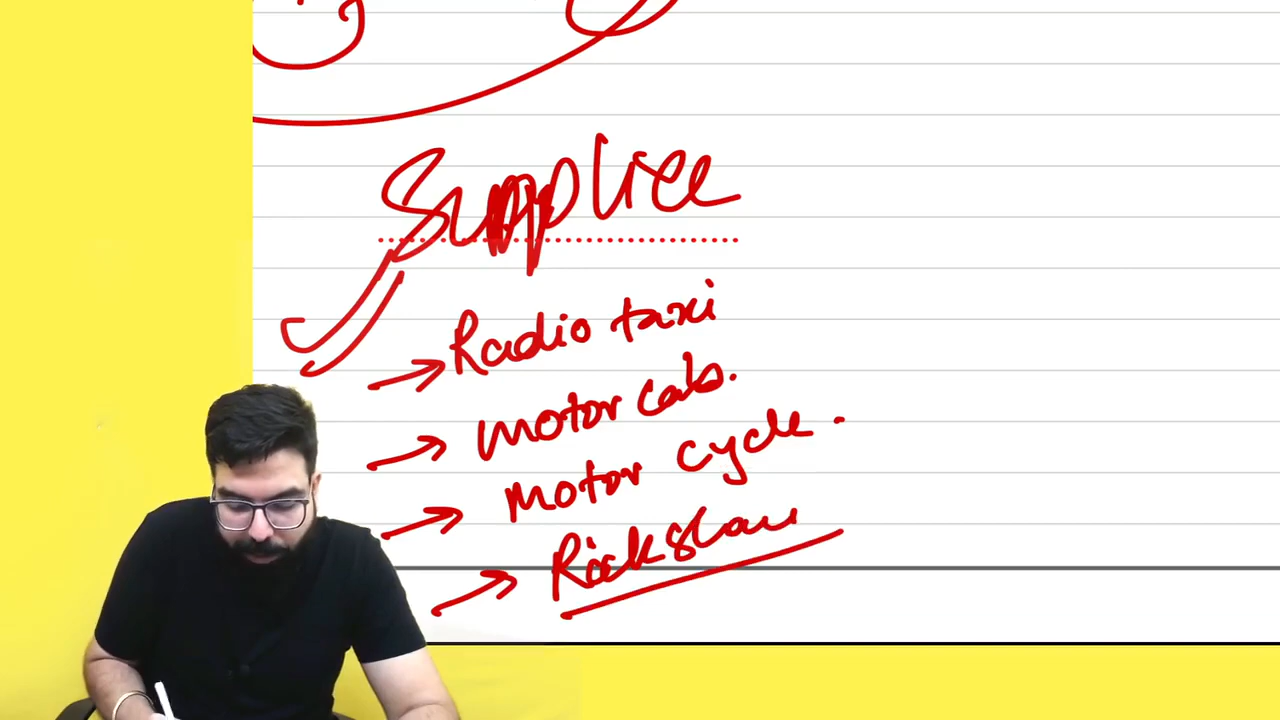 Supplier
→ Radio taxi
→ Motor cab.
→ Motor cycle.
→ Rickshaw